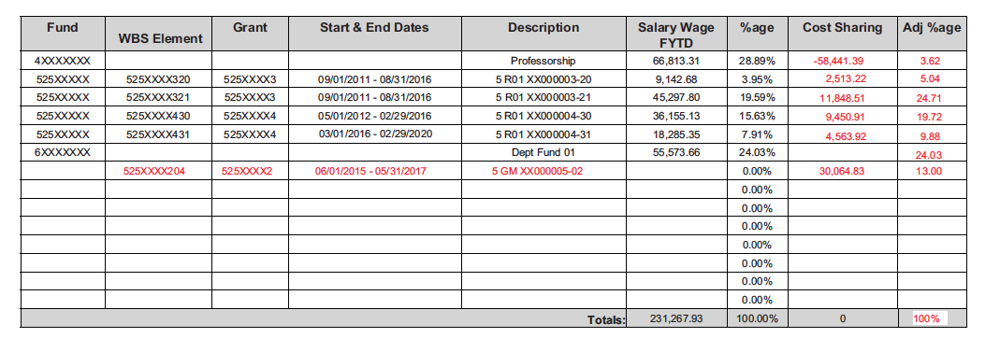 Fund WBS Element Grant Start & End Dates Description Salary Wage FYTD %age Cost Sharing Adj %age
4XXXXXXX Professorship 66,813.31 28.89% -58,441.39 3.62
525XXXXX 525XXXX320 525XXXX3 09/01/2011 - 08/31/2016 5 R01 XX000003-20 9,142.68 3.95% 2,513.22 5.04
525XXXXX 525XXXX321 525XXXX3 09/01/2011 - 08/31/2016 5 R01 XX000003-21 45,297.80 19.59% 11,848.51 24.71
525XXXXX 525XXXX430 525XXXX4 05/01/2012 - 02/29/2016 5 R01 XX000004-30 36,155.13 15.63% 9,450.91 19.72
525XXXXX 525XXXX431 525XXXX4 03/01/2016 - 02/29/2020 5 R01 XX000004-31 18,285.35 7.91% 4,563.92 9.88
6XXXXXXX Dept Fund 01 55,573.66 24.03% 24.03
525XXXX204 525XXXX2 06/01/2015 - 05/31/2017 5 GM XX000005-02 0.00% 30,064.83 13.00
0.00%
0.00%
0.00%
0.00%
0.00%
0.00%
0.00%
Totals: 231,267.93 100.00% 0 100%